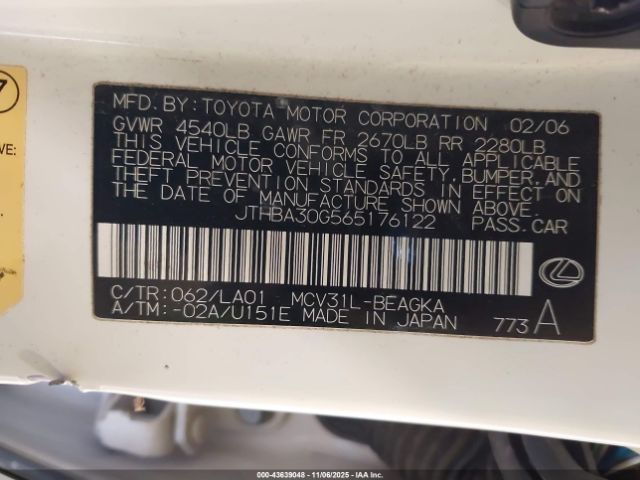 MFD. BY: TOYOTA MOTOR CORPORATION 02/06
GVWR 4540LB GAWR FR 2670LB RR 2280LB
THIS VEHICLE CONFORMS TO ALL APPLICABLE
FEDERAL MOTOR VEHICLE SAFETY, BUMPER, AND
THEFT PREVENTION STANDARDS IN EFFECT ON
THE DATE OF MANUFACTURE SHOWN ABOVE.
JTHBA30G565176122 PASS. CAR
C/TR: 062/LA01 MCV31L-BEAGKA
A/TM: -02A/U151E MADE IN JAPAN 773 A
7
VE:
000-43639048 - 11/06/2025 - IAA Inc.